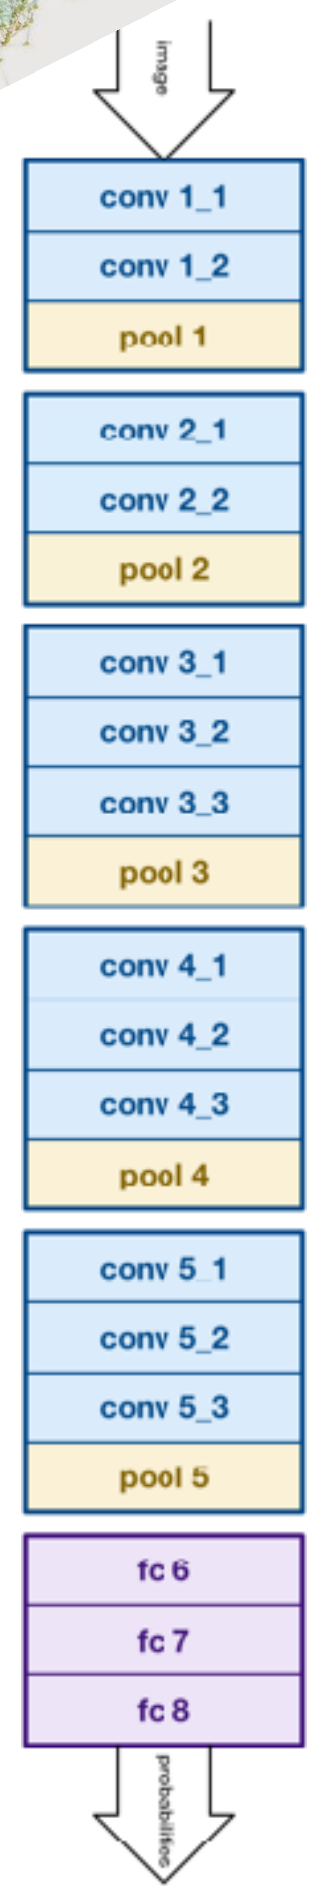 image
conv 1_1
conv 1_2
pool 1
conv 2_1
conv 2_2
pool 2
conv 3_1
conv 3_2
conv 3_3
pool 3
conv 4_1
conv 4_2
conv 4_3
pool 4
conv 5_1
conv 5_2
conv 5_3
pool 5
fc 6
fc 7
fc 8
probabilities